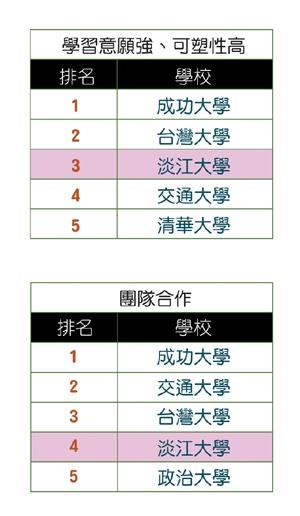 學習意願強、可塑性高
排名 學校
1 成功大學
2 台灣大學
3 淡江大學
4 交通大學
5 清華大學
團隊合作
排名 學校
1 成功大學
2 交通大學
3 台灣大學
4 淡江大學
5 政治大學